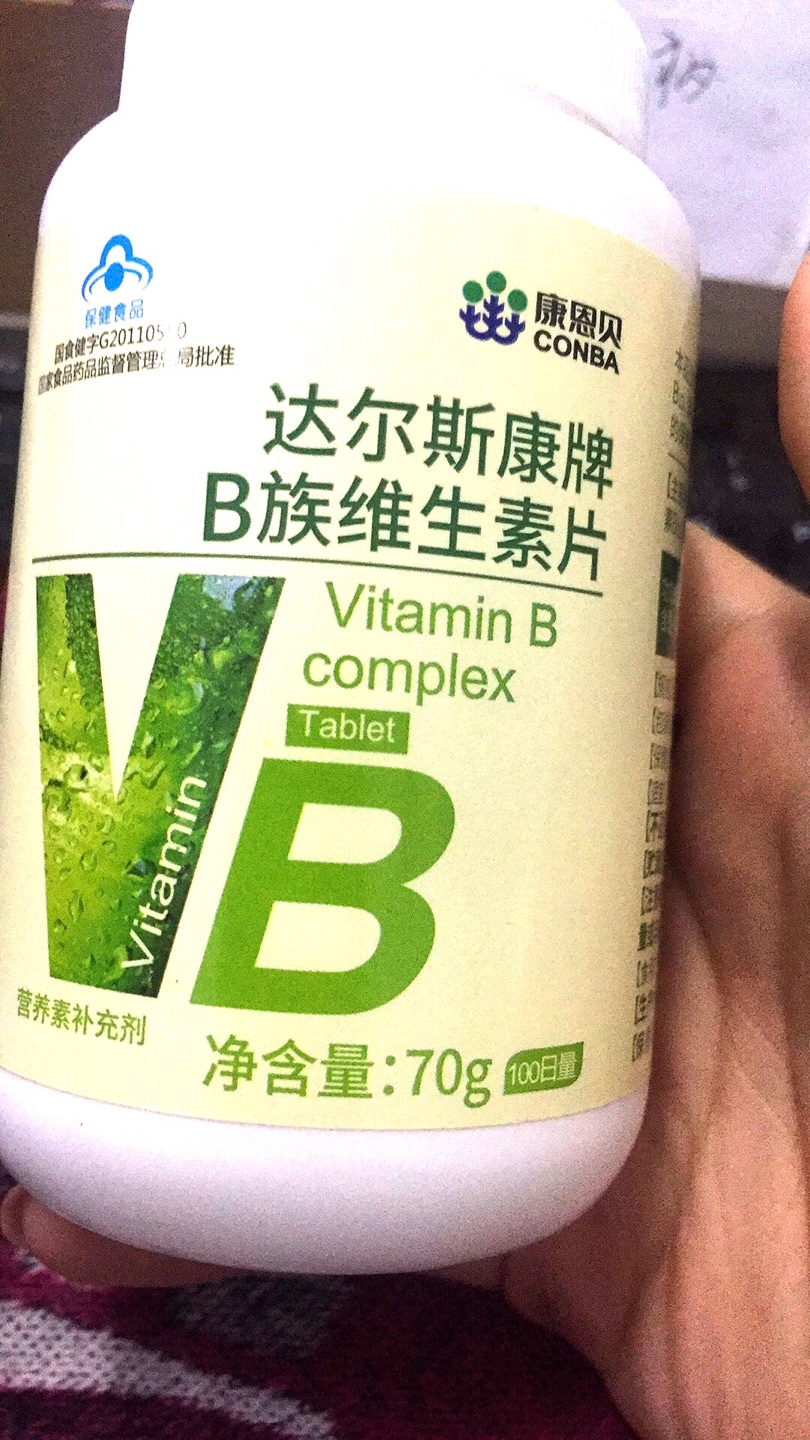 保健食品
国食健字G20110
国家食品药品监督管理总局批准
康恩贝
CONBA
达尔斯康牌
B族维生素片
Vitamin B
complex
Tablet
VB
Vitamin
营养素补充剂
净含量:70g
100日量